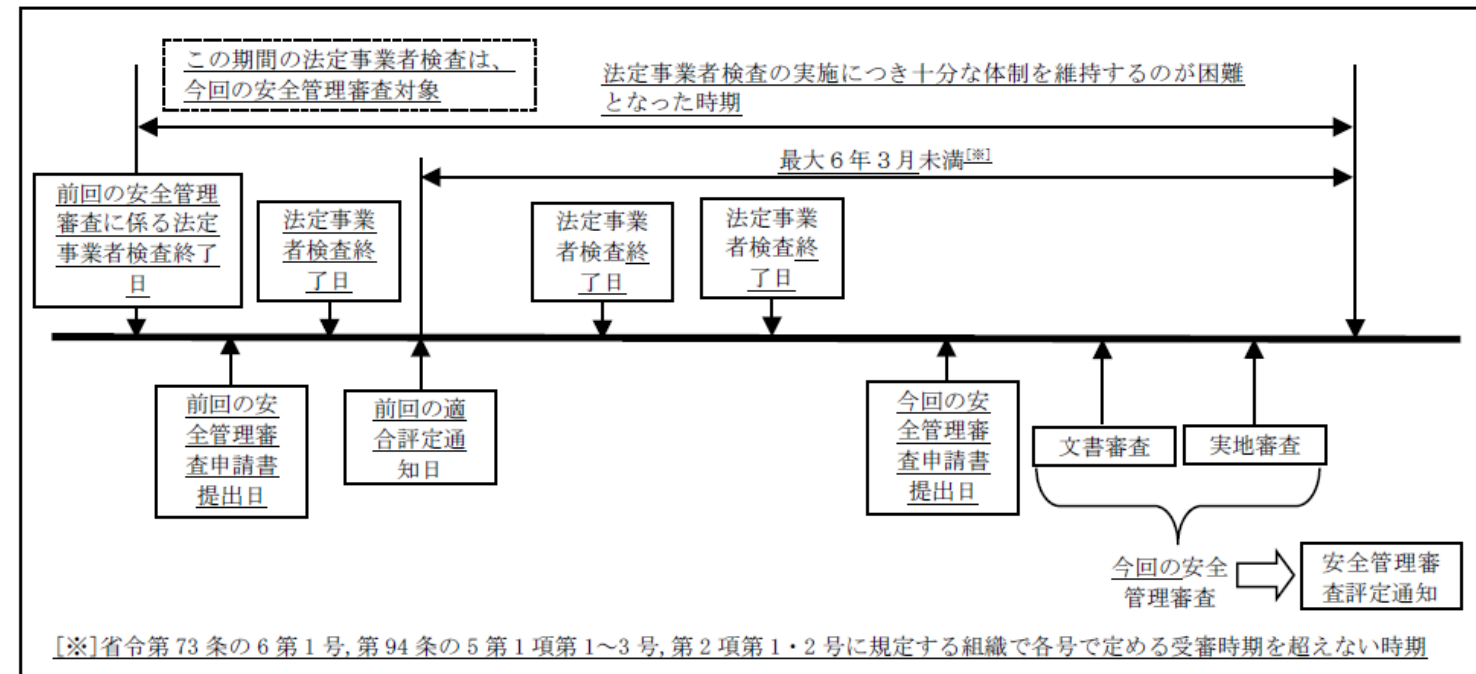 この期間の法定事業者検査は、
今回の安全管理審査対象
法定事業者検査の実施につき十分な体制を維持するのが困難
となった時期
最大6年3月未満[※]
前回の安全管理
審査に係る法定
事業者検査終了
日
法定事業
者検査終
了日
法定事業
者検査終
了日
法定事業
者検査終
了日
前回の安
全管理審
査申請書
提出日
前回の適
合評定通
知日
今回の安
全管理審
査申請書
提出日
文書審査
実地審査
今回の安全
管理審査
安全管理審
査評定通知
[※]省令第73条の6第1号,第94条の5第1項第1～3号,第2項第1・2号に規定する組織で各号で定める受審時期を超えない時期